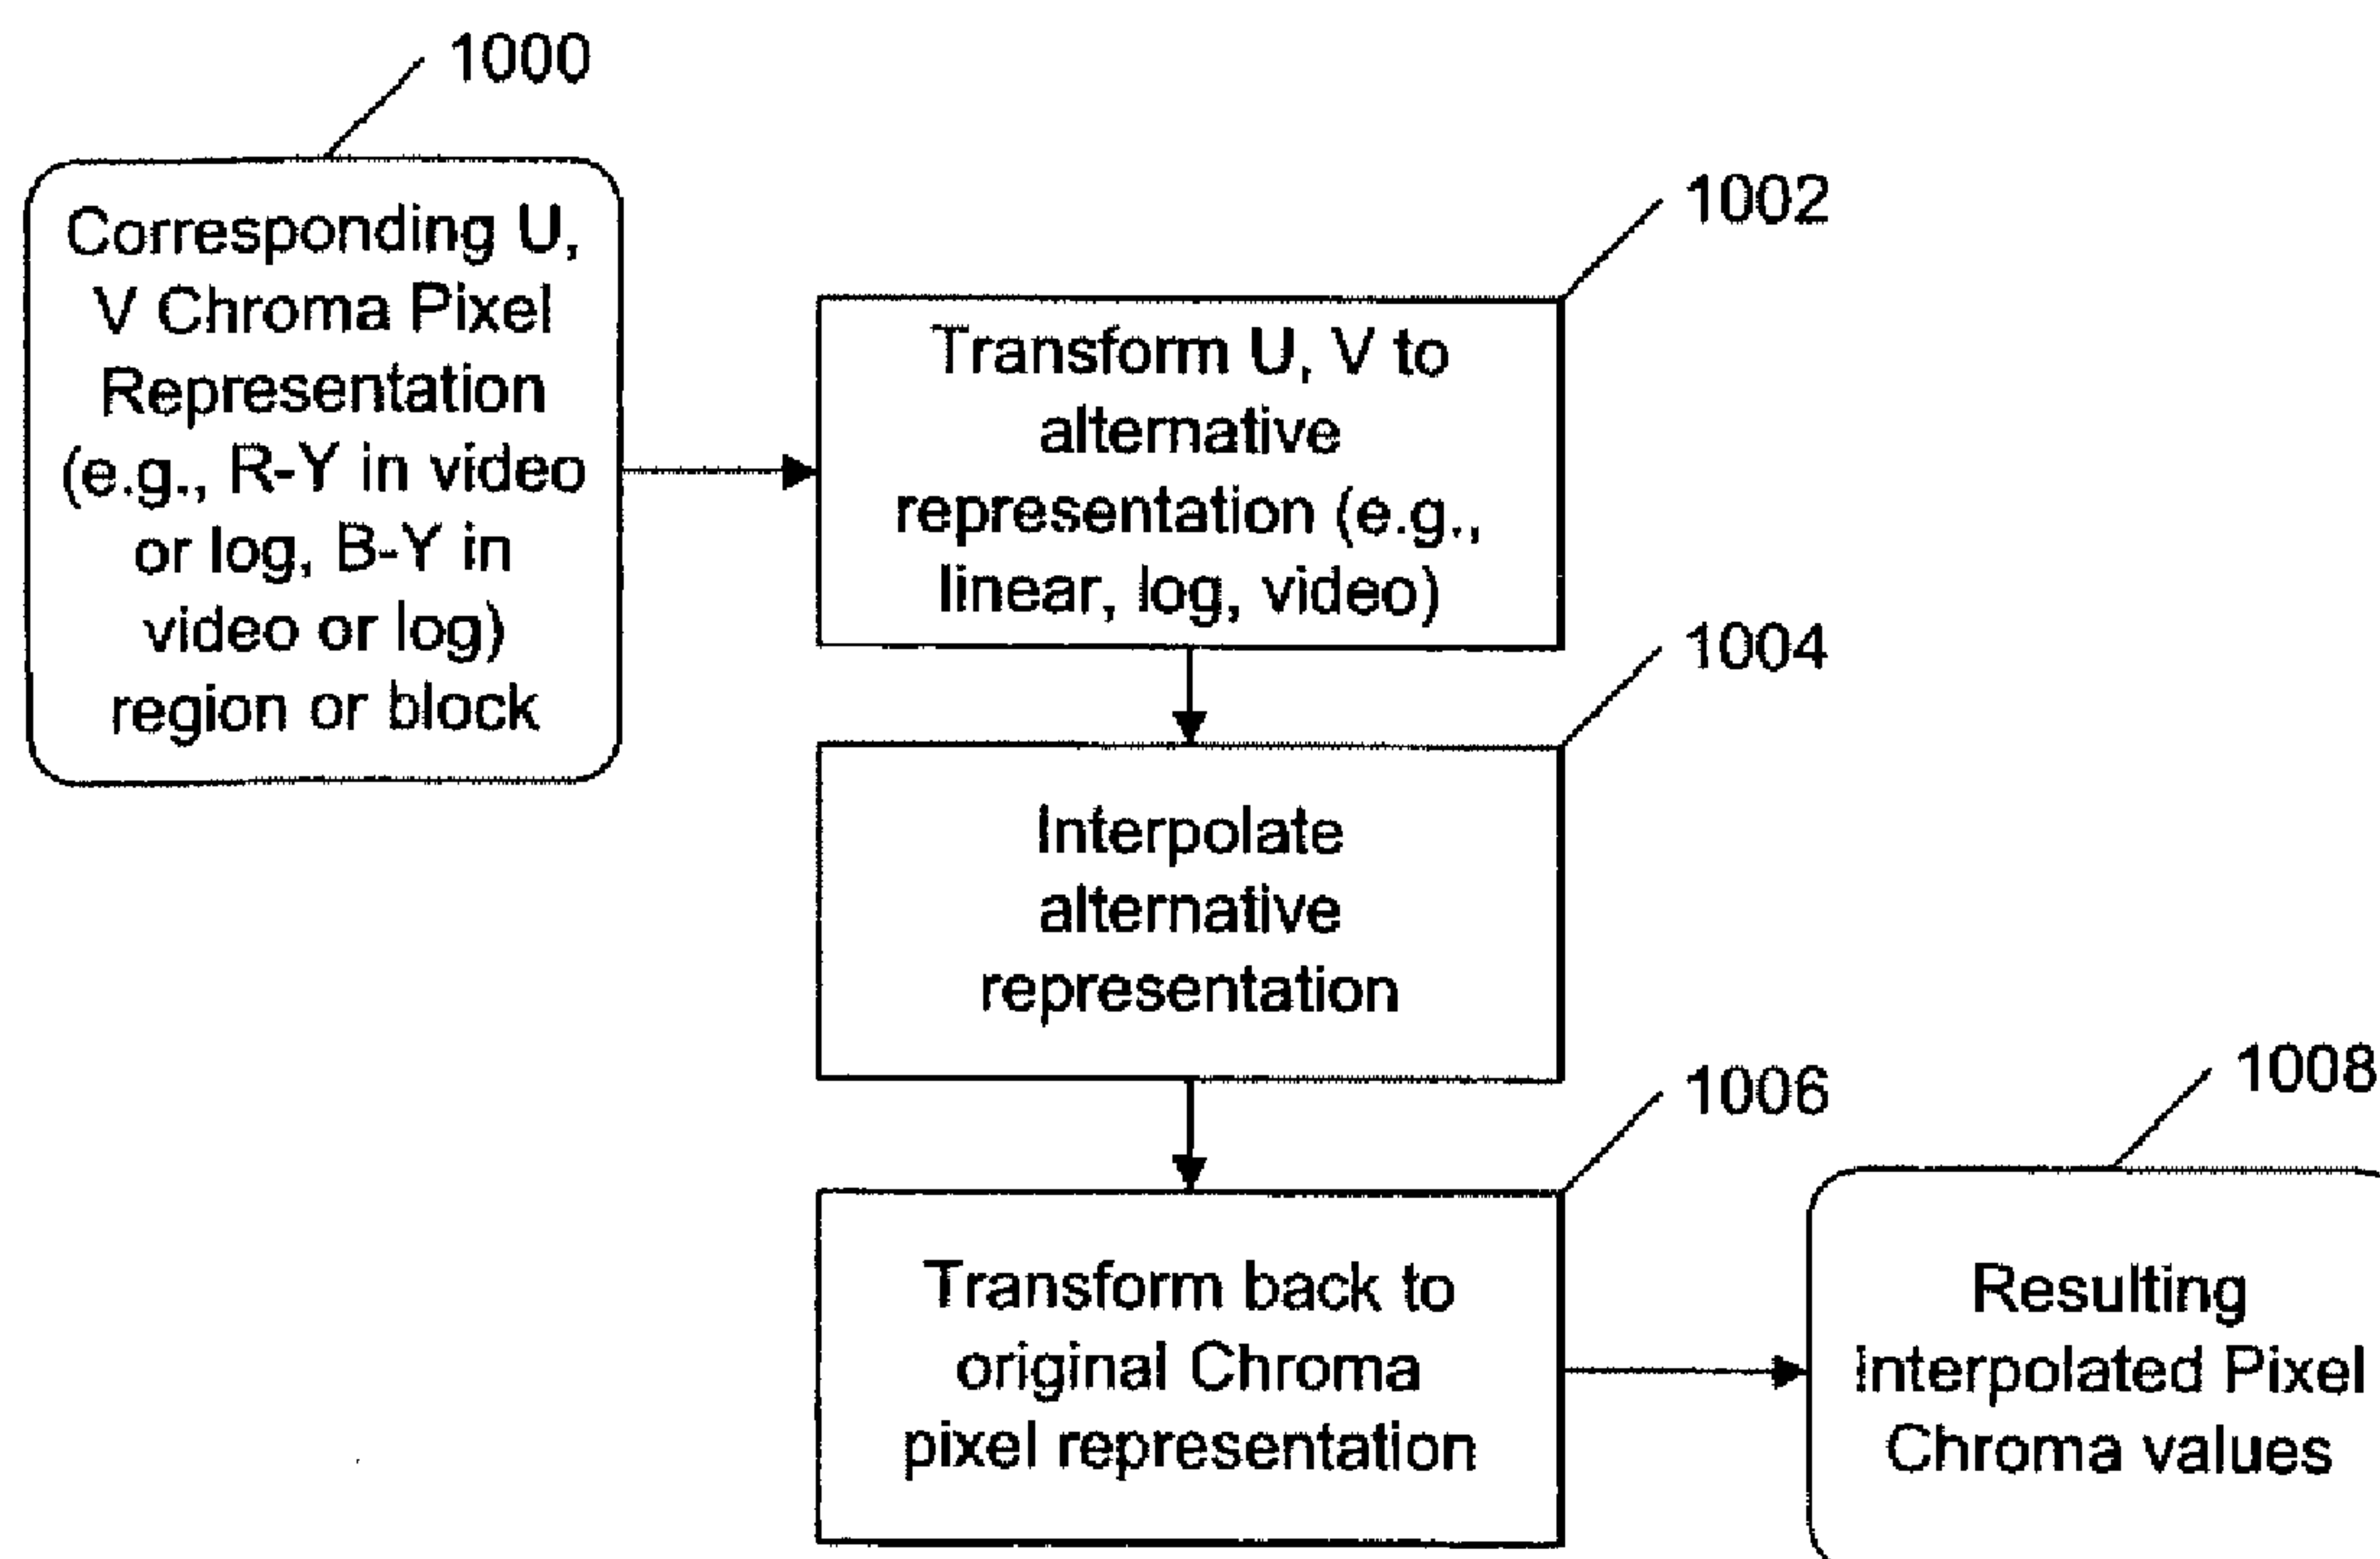 1000
Corresponding U,
V Chroma Pixel
Representation
(e.g., R-Y in video
or log, B-Y in
video or log)
region or block
1002
Transform U, V to
alternative
representation (e.g.,
linear, log, video)
1004
Interpolate
alternative
representation
1006
Transform back to
original Chroma
pixel representation
1008
Resulting
Interpolated Pixel
Chroma values